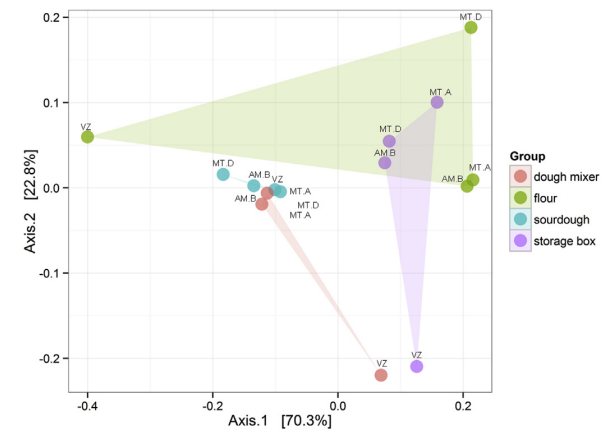 0.2
0.1
0.0
-0.1
-0.2
Axis.2 [22.8%]
MT.D
MT.A
VZ
MT.D
AM.B
MT.D
MT.A
AM.B
AM.B
VZ
MT.A
AM.B
MT.D
MT.A
VZ
VZ
-0.4
-0.2
0.0
0.2
Axis.1 [70.3%]
Group
dough mixer
flour
sourdough
storage box